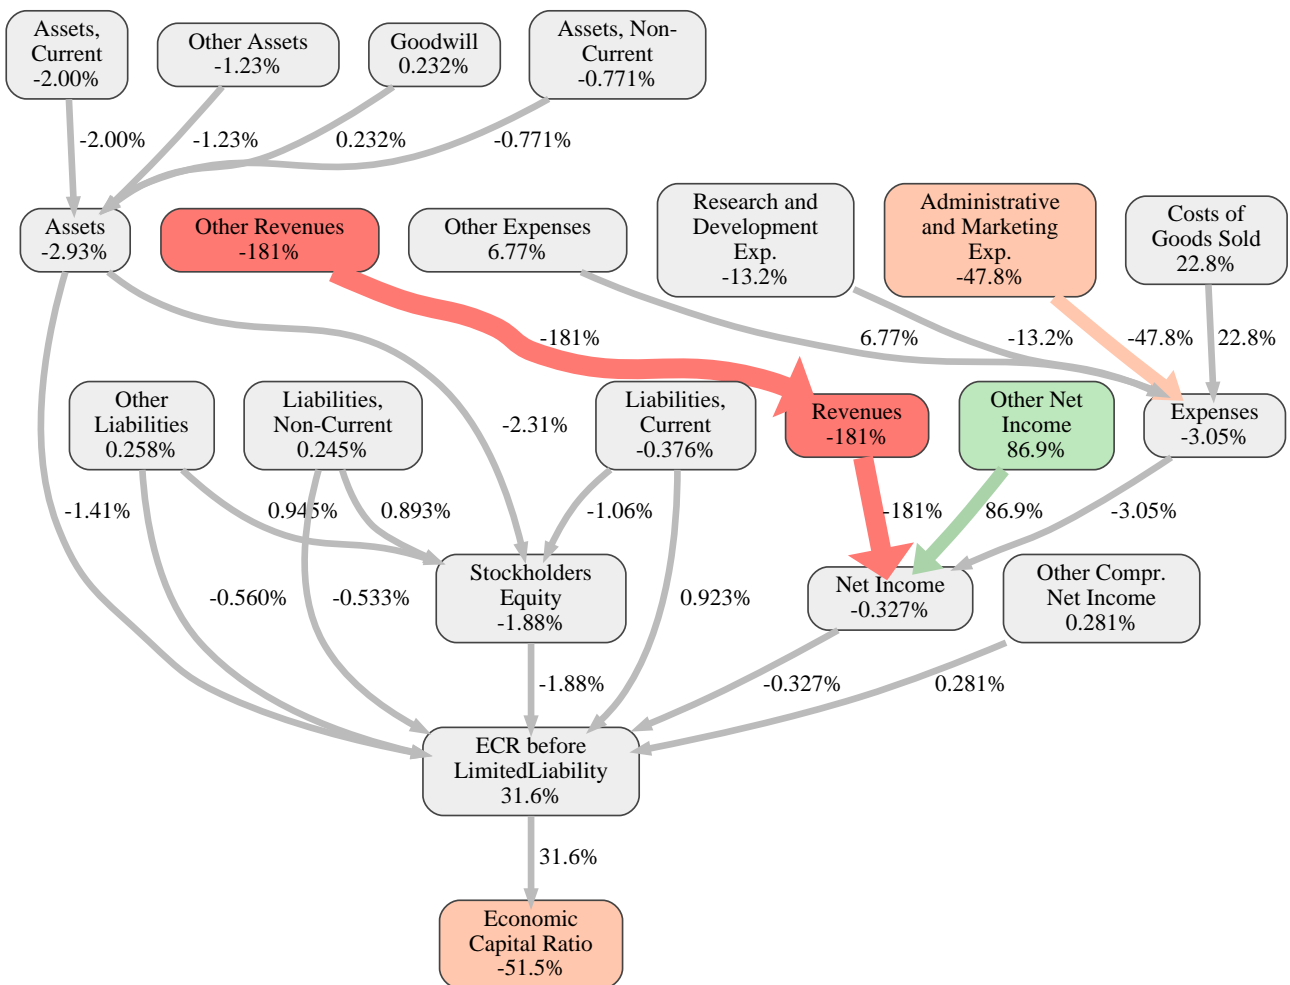 Assets,
Current
-2.00%
Other Assets
-1.23%
Goodwill
0.232%
Assets, Non-
Current
-0.771%
-2.00%
-1.23%
0.232%
-0.771%
Assets
-2.93%
Other Revenues
-181%
Other Expenses
6.77%
Research and
Development
Exp.
-13.2%
Administrative
and Marketing
Exp.
-47.8%
Costs of
Goods Sold
22.8%
-181%
6.77%
-13.2%
-47.8%
22.8%
Other
Liabilities
0.258%
Liabilities,
Non-Current
0.245%
-2.31%
Liabilities,
Current
-0.376%
Revenues
-181%
Other Net
Income
86.9%
Expenses
-3.05%
-1.41%
0.945%
0.893%
-1.06%
-181%
86.9%
-3.05%
-0.560%
-0.533%
Stockholders
Equity
-1.88%
0.923%
Net Income
-0.327%
Other Compr.
Net Income
0.281%
-1.88%
-0.327%
0.281%
ECR before
LimitedLiability
31.6%
31.6%
Economic
Capital Ratio
-51.5%